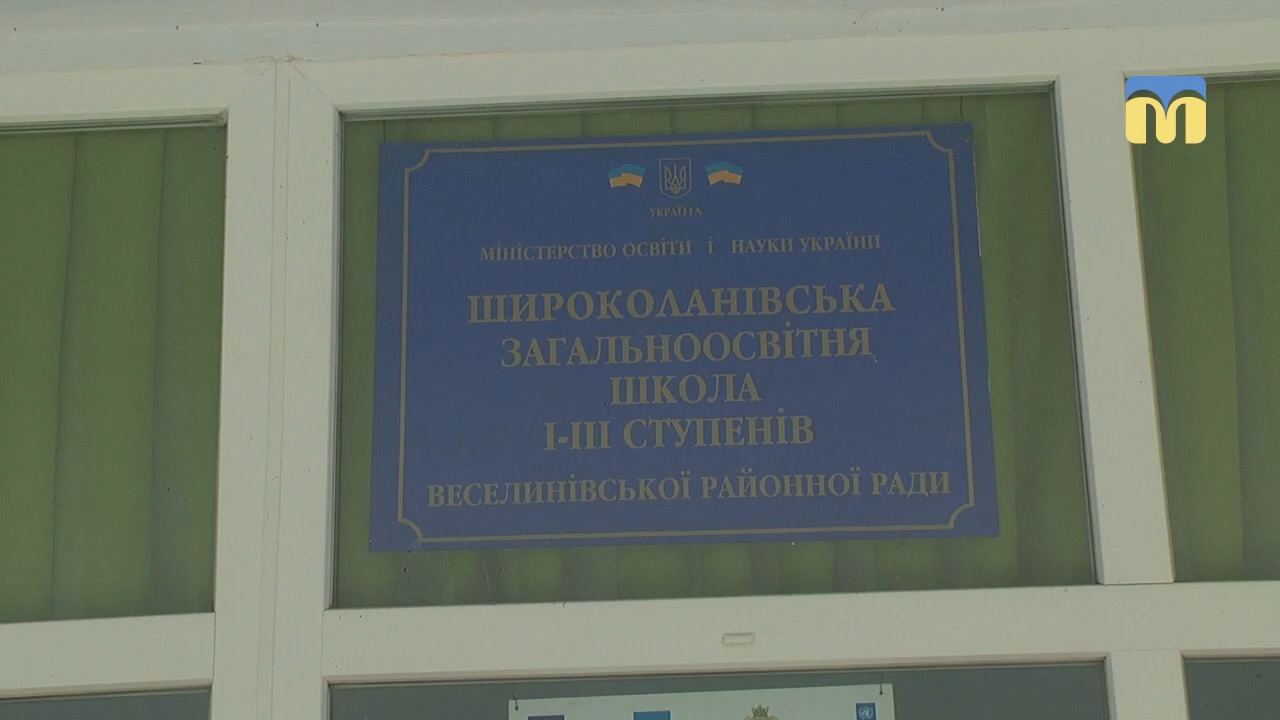 УКРАЇНА
МІНІСТЕРСТВО ОСВІТИ І НАУКИ УКРАЇНИ
ШИРОКОЛАНІВСЬКА
ЗАГАЛЬНООСВІТНЯ
ШКОЛА
І-ІІІ СТУПЕНІВ
ВЕСЕЛИНІВСЬКОЇ РАЙОННОЇ РАДИ